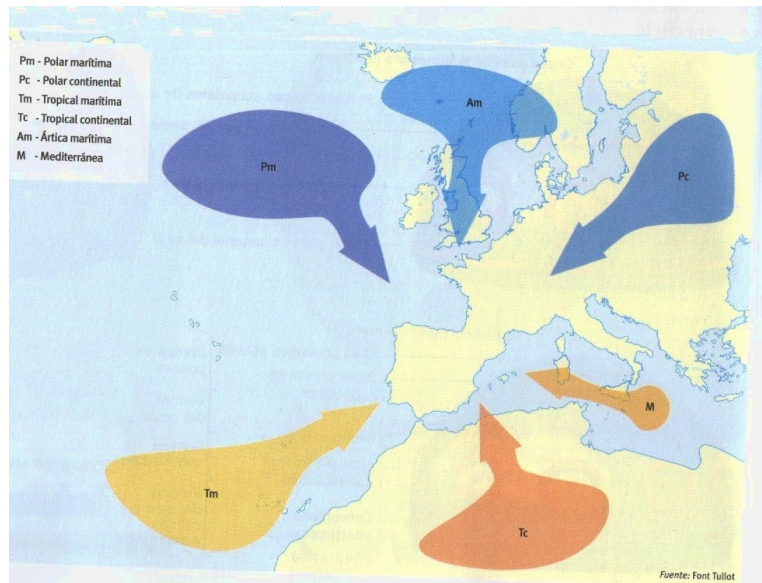 Pm - Polar marítima
Pc - Polar continental
Tm - Tropical marítima
Tc - Tropical continental
Am - Ártica marítima
M - Mediterránea
Am
Pm
Pc
M
Tm
Tc
Fuente: Font Tullot